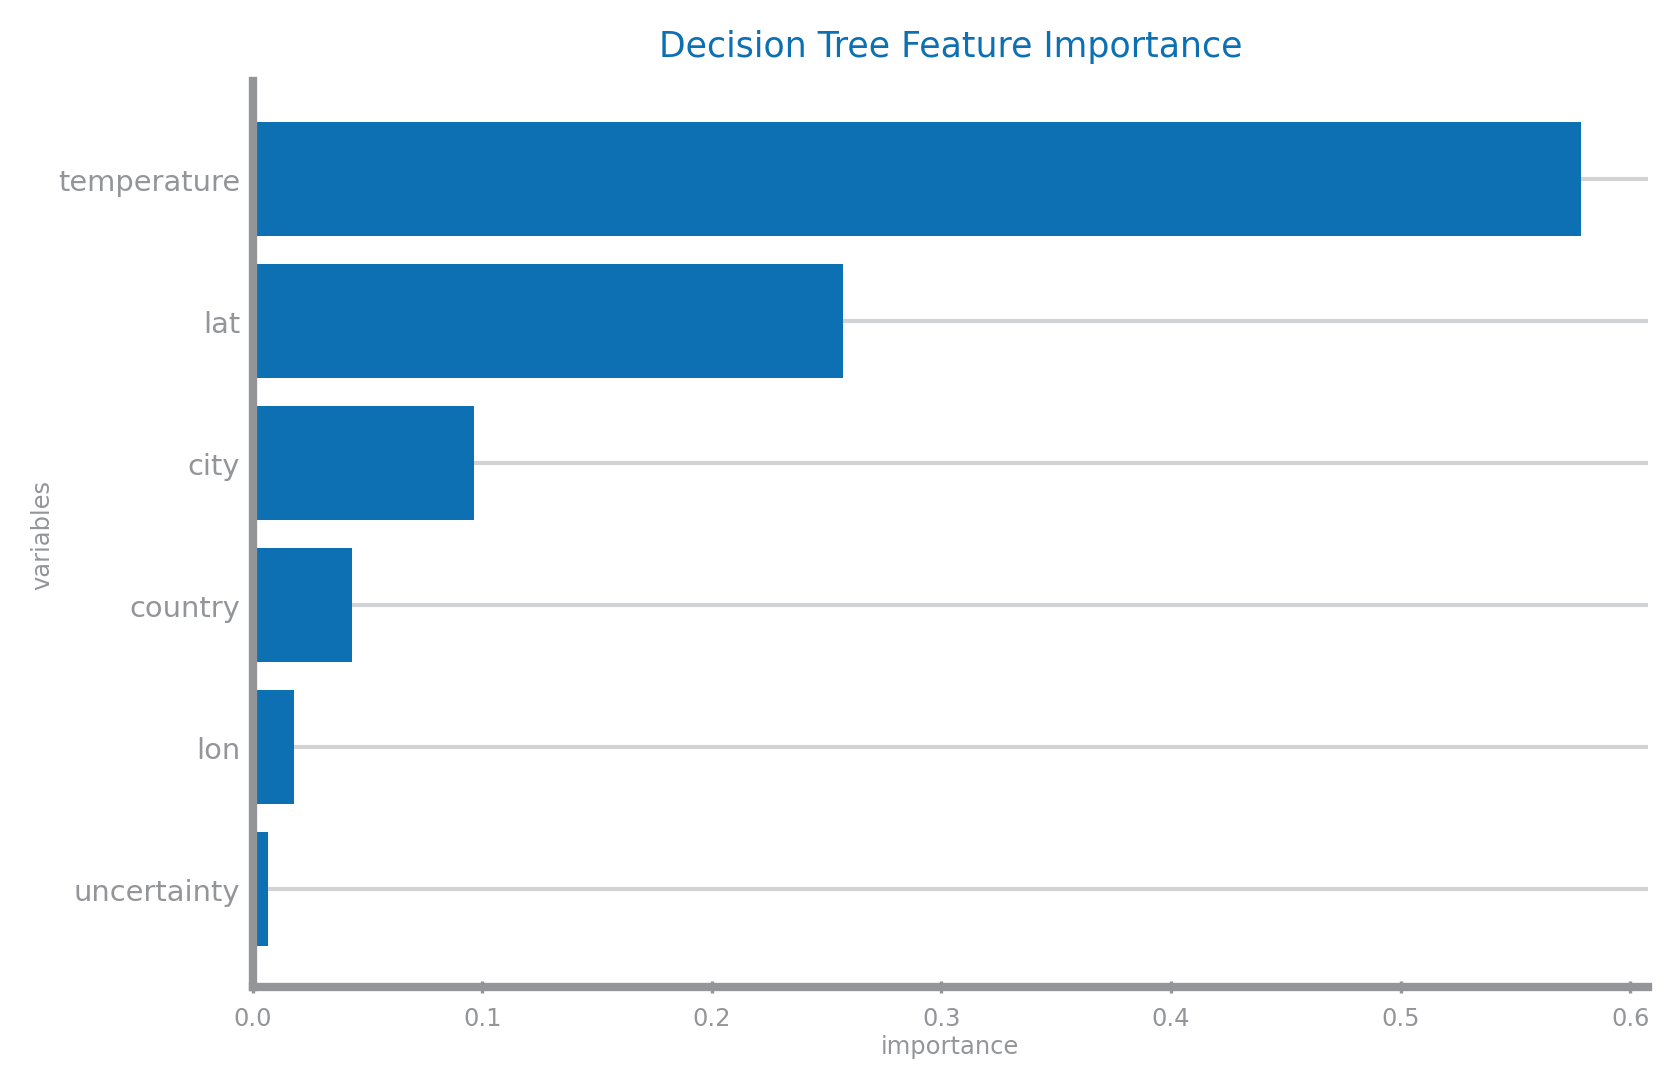 Decision Tree Feature Importance
temperature
lat
city
country
lon
uncertainty
variables
0.0 0.1 0.2 0.3 0.4 0.5 0.6
importance